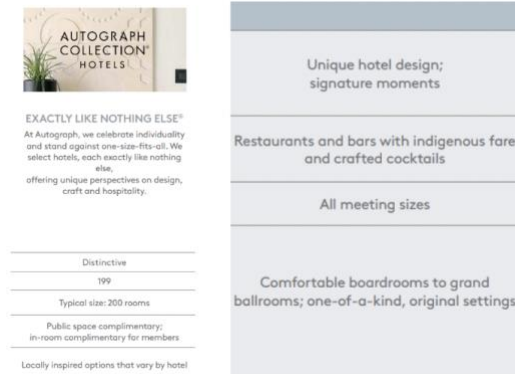 AUTOGRAPH
COLLECTION®
HOTELS
EXACTLY LIKE NOTHING ELSE®
At Autograph, we celebrate individuality
and stand against one-size-fits-all. We
select hotels, each exactly like nothing
else,
offering unique perspectives on design,
craft and hospitality.
Distinctive
199
Typical size: 200 rooms
Public space complimentary;
in-room complimentary for members
Locally inspired options that vary by hotel
Unique hotel design;
signature moments
Restaurants and bars with indigenous fare
and crafted cocktails
All meeting sizes
Comfortable boardrooms to grand
ballrooms; one-of-a-kind, original settings